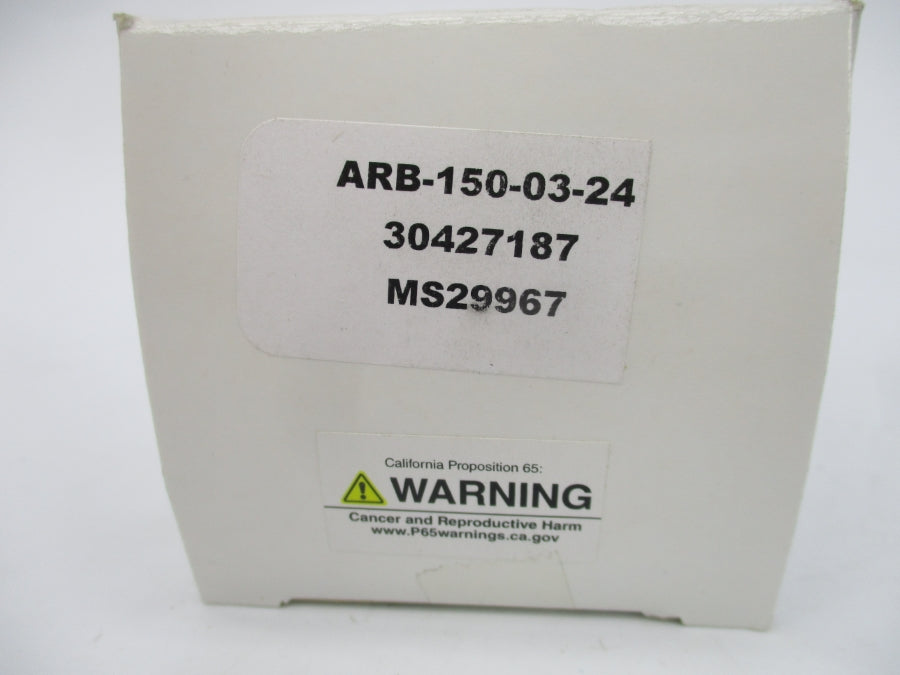 ARB-150-03-24
30427187
MS29967
California Proposition 65:
WARNING
Cancer and Reproductive Harm
www.P65warnings.ca.gov